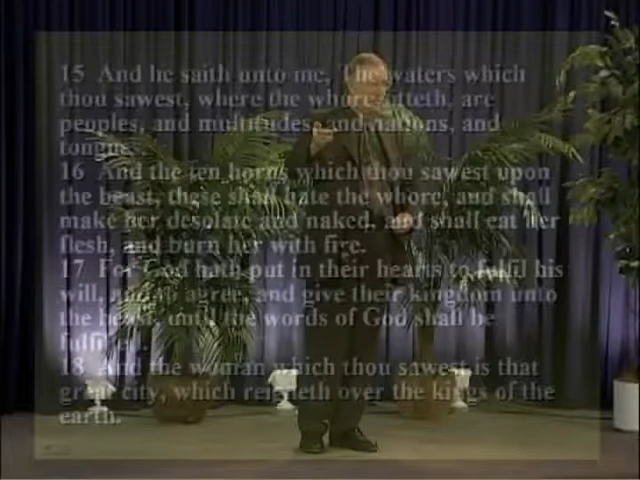 15 And he saith unto me, The waters which
thou sawest, where the whore sitteth, are
peoples, and multitudes, and nations, and
tongues.
16 And the ten horns which thou sawest upon
the beast, these shall hate the whore, and shall
make her desolate and naked, and shall eat her
flesh, and burn her with fire.
17 For God hath put in their hearts to fulfil his
will, and to agree, and give their kingdom unto
the beast, until the words of God shall be
fulfilled.
18 And the woman which thou sawest is that
great city, which reigneth over the kings of the
earth.